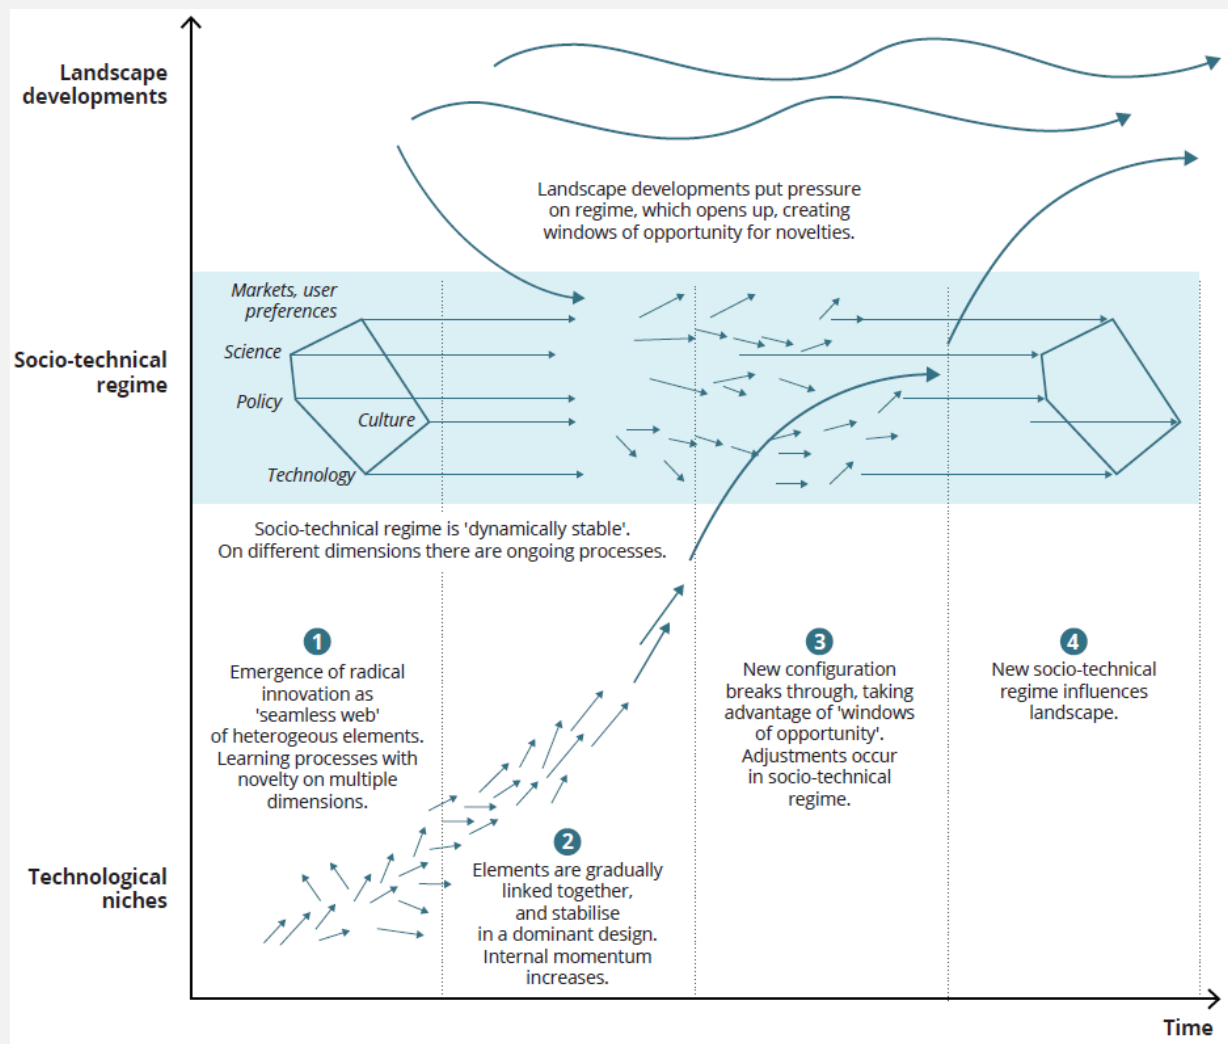 Landscape
developments
Landscape developments put pressure
on regime, which opens up, creating
windows of opportunity for novelties.
Socio-technical
regime
Markets, user
preferences
Science
Policy
Culture
Technology
Socio-technical regime is 'dynamically stable'.
On different dimensions there are ongoing processes.
1
Emergence of radical
innovation as
'seamless web'
of heterogeous elements.
Learning processes with
novelty on multiple
dimensions.
2
Elements are gradually
linked together,
and stabilise
in a dominant design.
Internal momentum
increases.
3
New configuration
breaks through, taking
advantage of 'windows
of opportunity'.
Adjustments occur
in socio-technical
regime.
4
New socio-technical
regime influences
landscape.
Technological
niches
Time